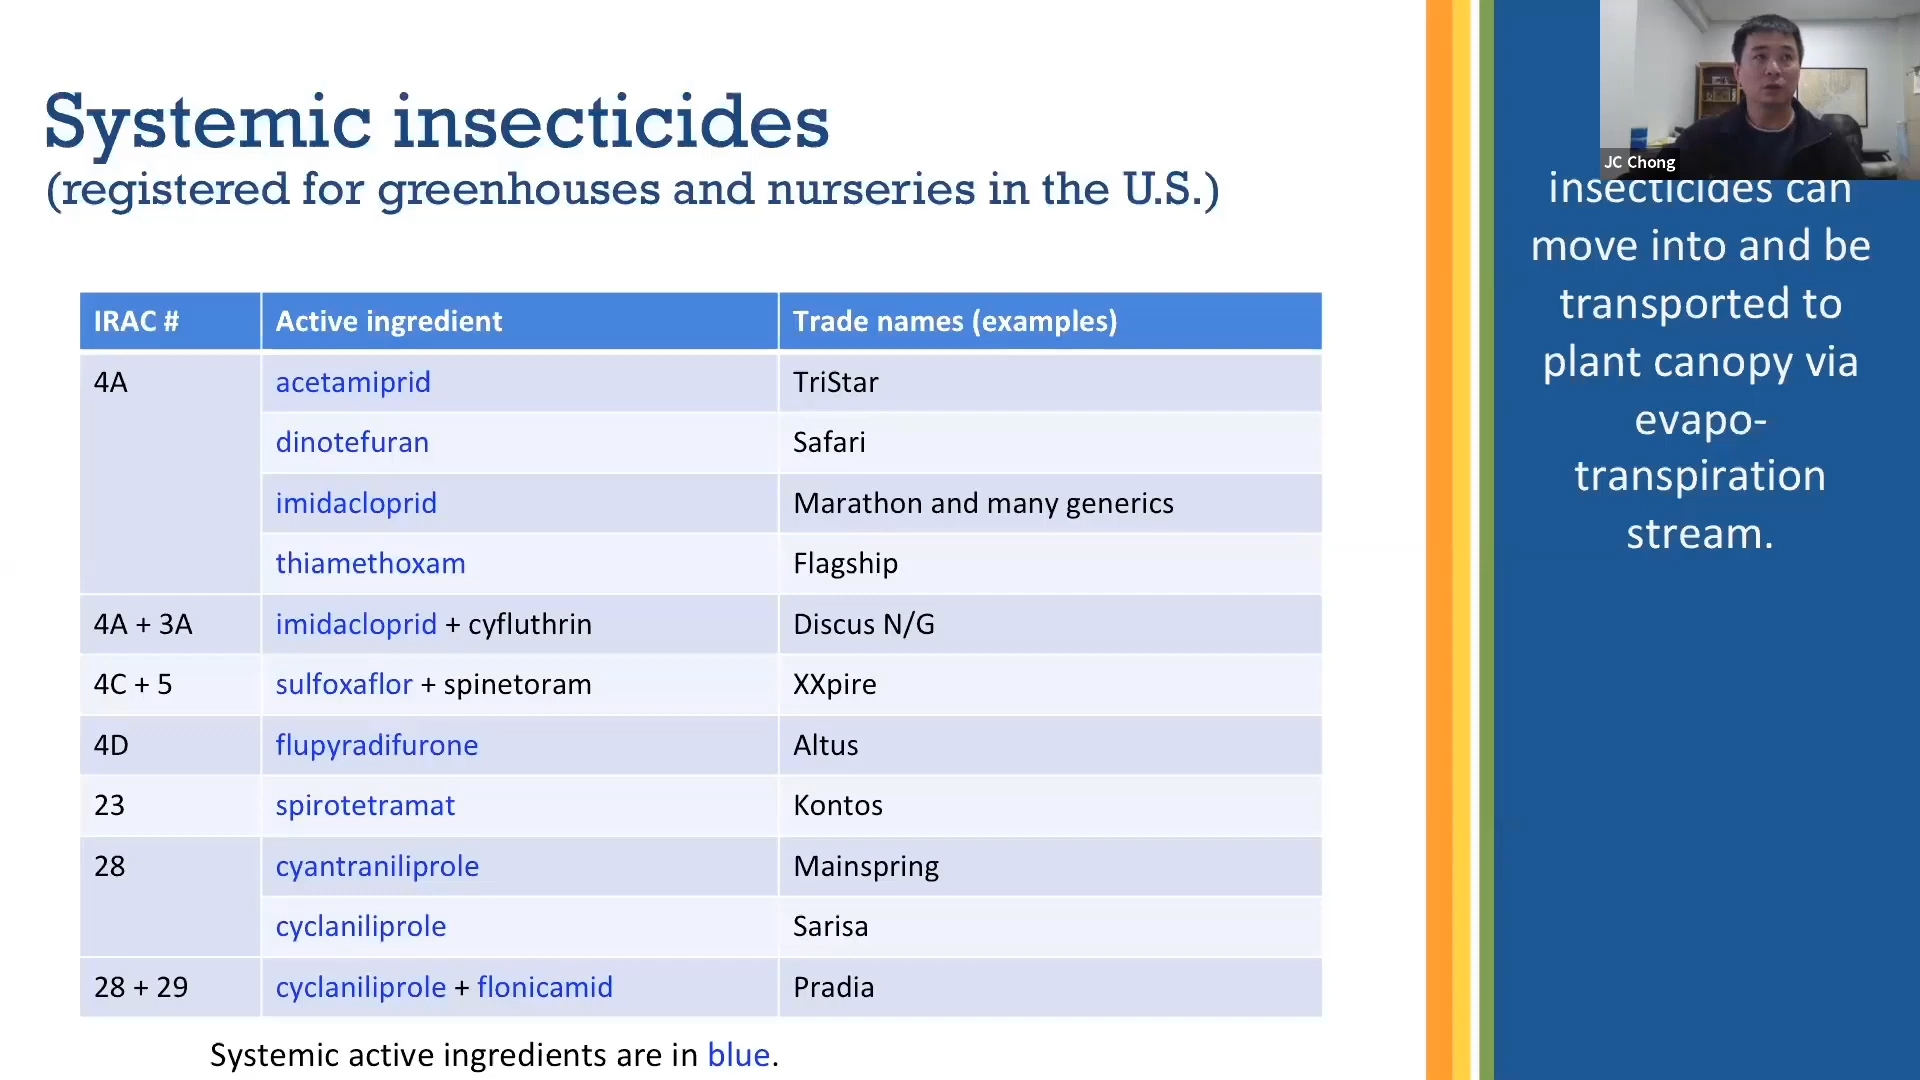 Systemic insecticides
(registered for greenhouses and nurseries in the U.S.)
IRAC # Active ingredient Trade names (examples)
4A acetamiprid TriStar
dinotefuran Safari
imidacloprid Marathon and many generics
thiamethoxam Flagship
4A + 3A imidacloprid + cyfluthrin Discus N/G
4C + 5 sulfoxaflor + spinetoram XXpire
4D flupyradifurone Altus
23 spirotetramat Kontos
28 cyantraniliprole Mainspring
cyclaniliprole Sarisa
28 + 29 cyclaniliprole + flonicamid Pradia
Systemic active ingredients are in blue.
JC Chong
insecticides can
move into and be
transported to
plant canopy via
evapo-
transpiration
stream.